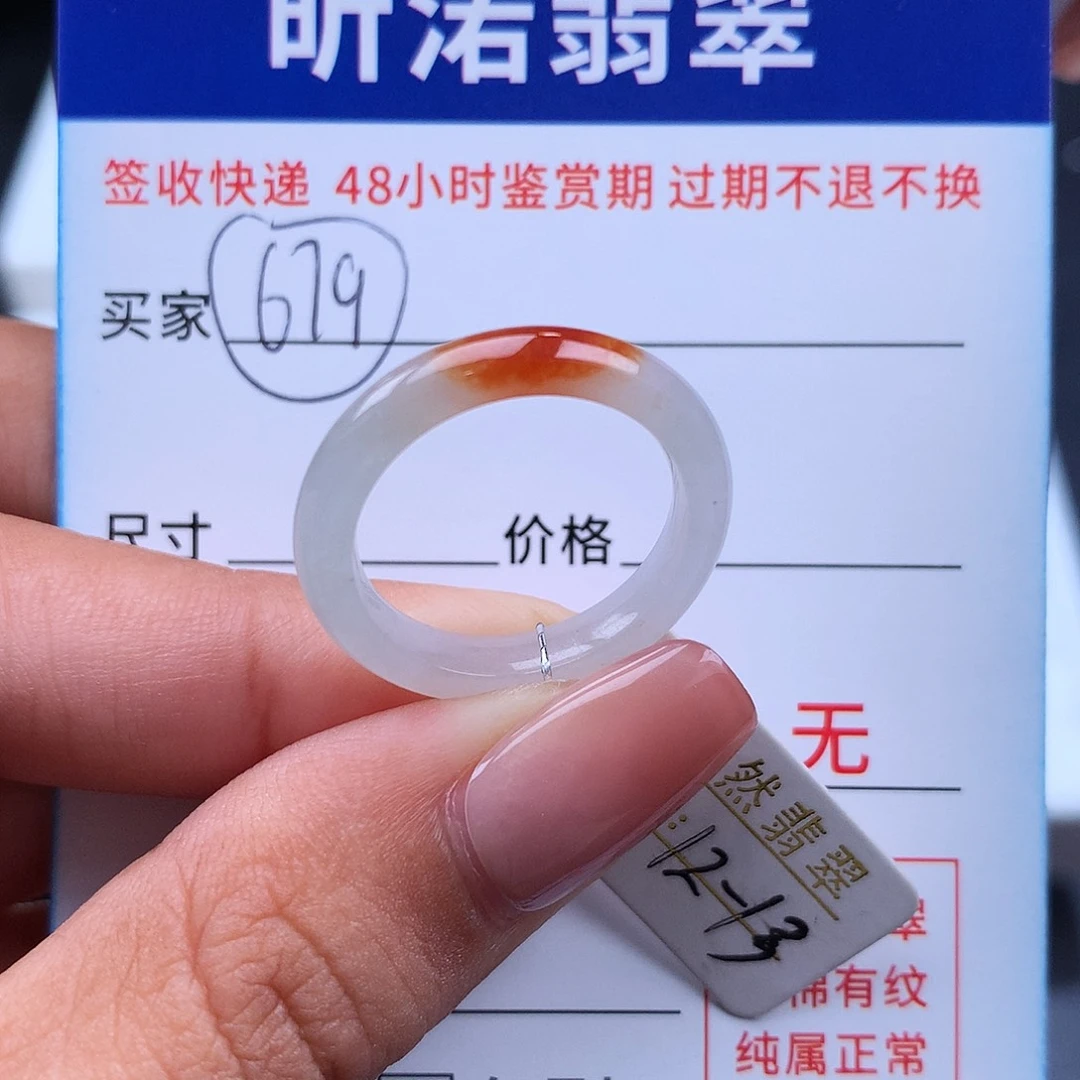 昕渃翡翠
签收快递 48小时鉴赏期 过期不退不换
买家 679
尺寸 价格
无
然翡翠
: 12-13
翠
棉有纹
纯属正常